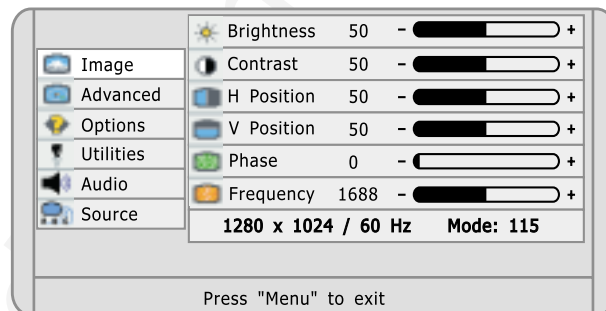 Image
Advanced
Options
Utilities
Audio
Source
Brightness 50 - +
Contrast 50 - +
H Position 50 - +
V Position 50 - +
Phase 0 - +
Frequency 1688 - +
1280 x 1024 / 60 Hz Mode: 115
Press "Menu" to exit